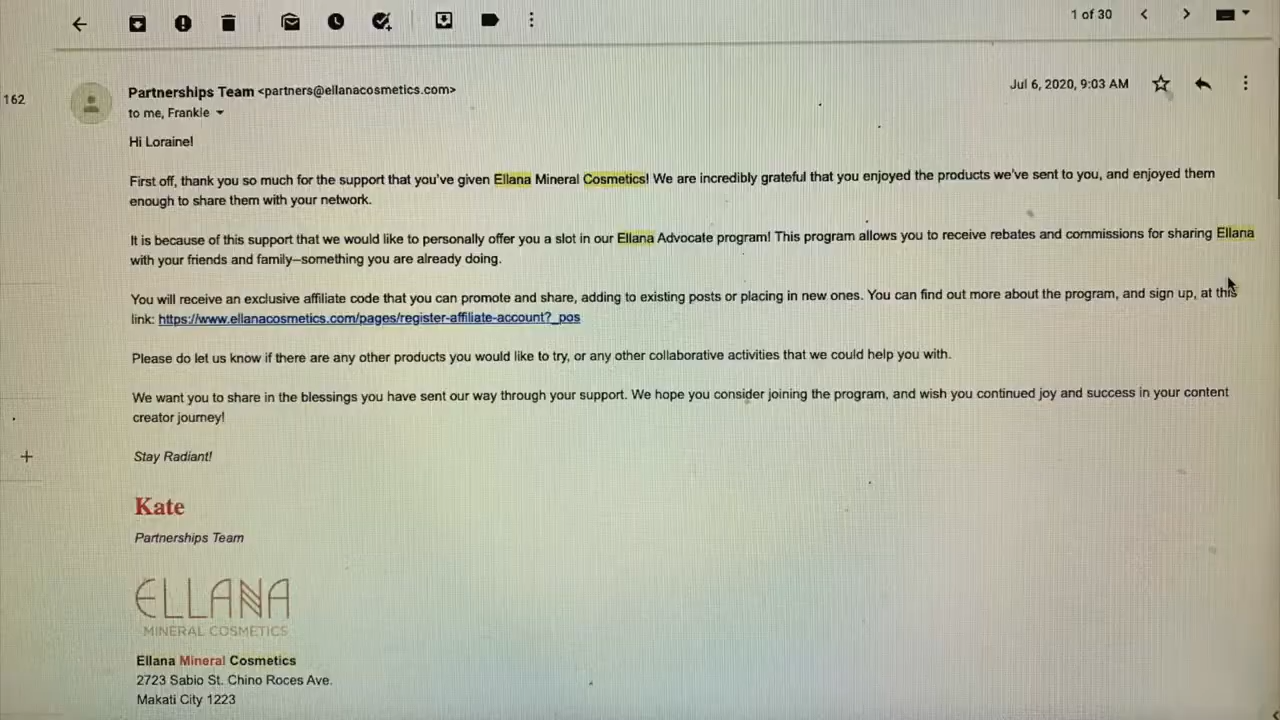 1 of 30
162
Partnerships Team <partners@ellanacosmetics.com>
Jul 6, 2020, 9:03 AM
to me, Frankie
Hi Loraine!
First off, thank you so much for the support that you've given Ellana Mineral Cosmetics! We are incredibly grateful that you enjoyed the products we've sent to you, and enjoyed them
enough to share them with your network.
It is because of this support that we would like to personally offer you a slot in our Ellana Advocate program! This program allows you to receive rebates and commissions for sharing Ellana
with your friends and family–something you are already doing.
You will receive an exclusive affiliate code that you can promote and share, adding to existing posts or placing in new ones. You can find out more about the program, and sign up, at this
link: https://www.ellanacosmetics.com/pages/register-affiliate-account?_pos
Please do let us know if there are any other products you would like to try, or any other collaborative activities that we could help you with.
We want you to share in the blessings you have sent our way through your support. We hope you consider joining the program, and wish you continued joy and success in your content
creator journey!
Stay Radiant!
Kate
Partnerships Team
ELLANA
MINERAL COSMETICS
Ellana Mineral Cosmetics
2723 Sabio St. Chino Roces Ave.
Makati City 1223